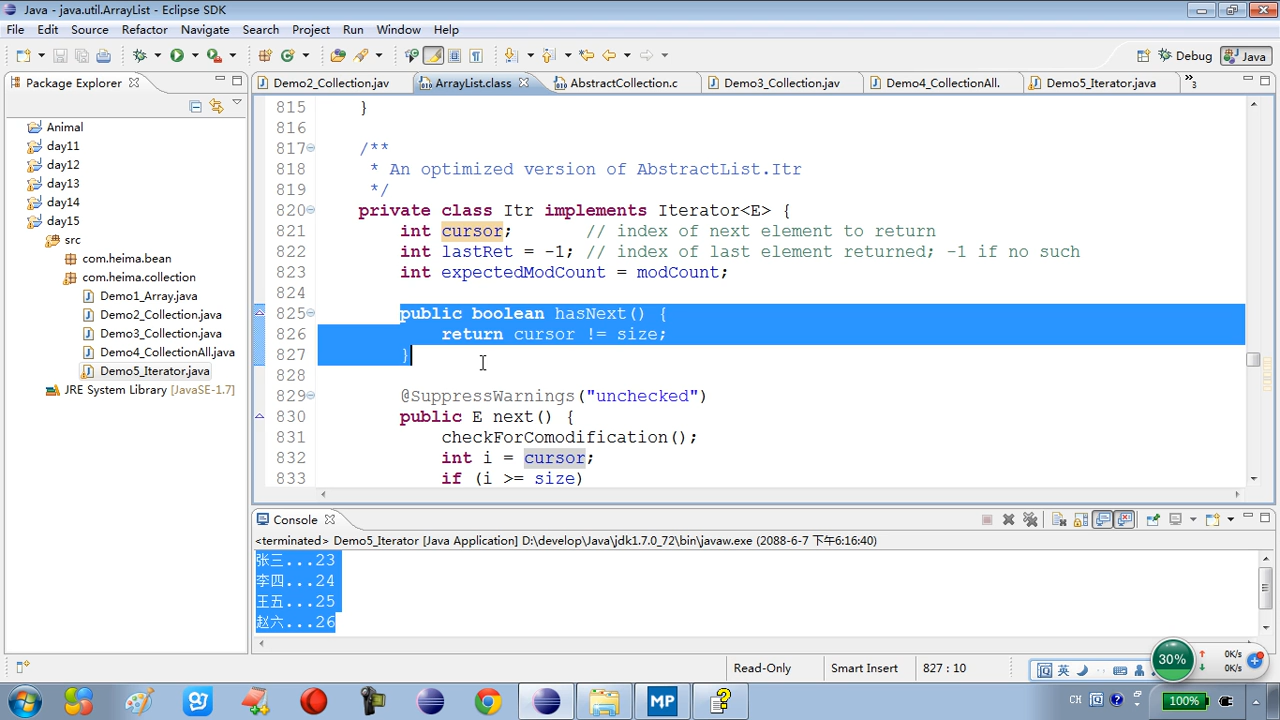 Java - java.util.ArrayList - Eclipse SDK
File Edit Source Refactor Navigate Search Project Run Window Help
Debug Java
Package Explorer
Demo2_Collection.jav ArrayList.class AbstractCollection.c Demo3_Collection.jav Demo4_CollectionAll. Demo5_Iterator.java 3
Animal
day11
day12
day13
day14
day15
src
com.heima.bean
com.heima.collection
Demo1_Array.java
Demo2_Collection.java
Demo3_Collection.java
Demo4_CollectionAll.java
Demo5_Iterator.java
JRE System Library [JavaSE-1.7]
815 }
816
817 /**
818 * An optimized version of AbstractList.Itr
819 */
820 private class Itr implements Iterator<E> {
821 int cursor; // index of next element to return
822 int lastRet = -1; // index of last element returned; -1 if no such
823 int expectedModCount = modCount;
824
825 public boolean hasNext() {
826 return cursor != size;
827 }
828
829 @SuppressWarnings("unchecked")
830 public E next() {
831 checkForComodification();
832 int i = cursor;
833 if (i >= size)
Console
<terminated> Demo5_Iterator [Java Application] D:\develop\Java\jdk1.7.0_72\bin\javaw.exe (2088-6-7 下午6:16:40)
张三...23
李四...24
王五...25
赵六...26
Read-Only Smart Insert 827 : 10
英
30% 0K/s
0K/s
MP CH 100%